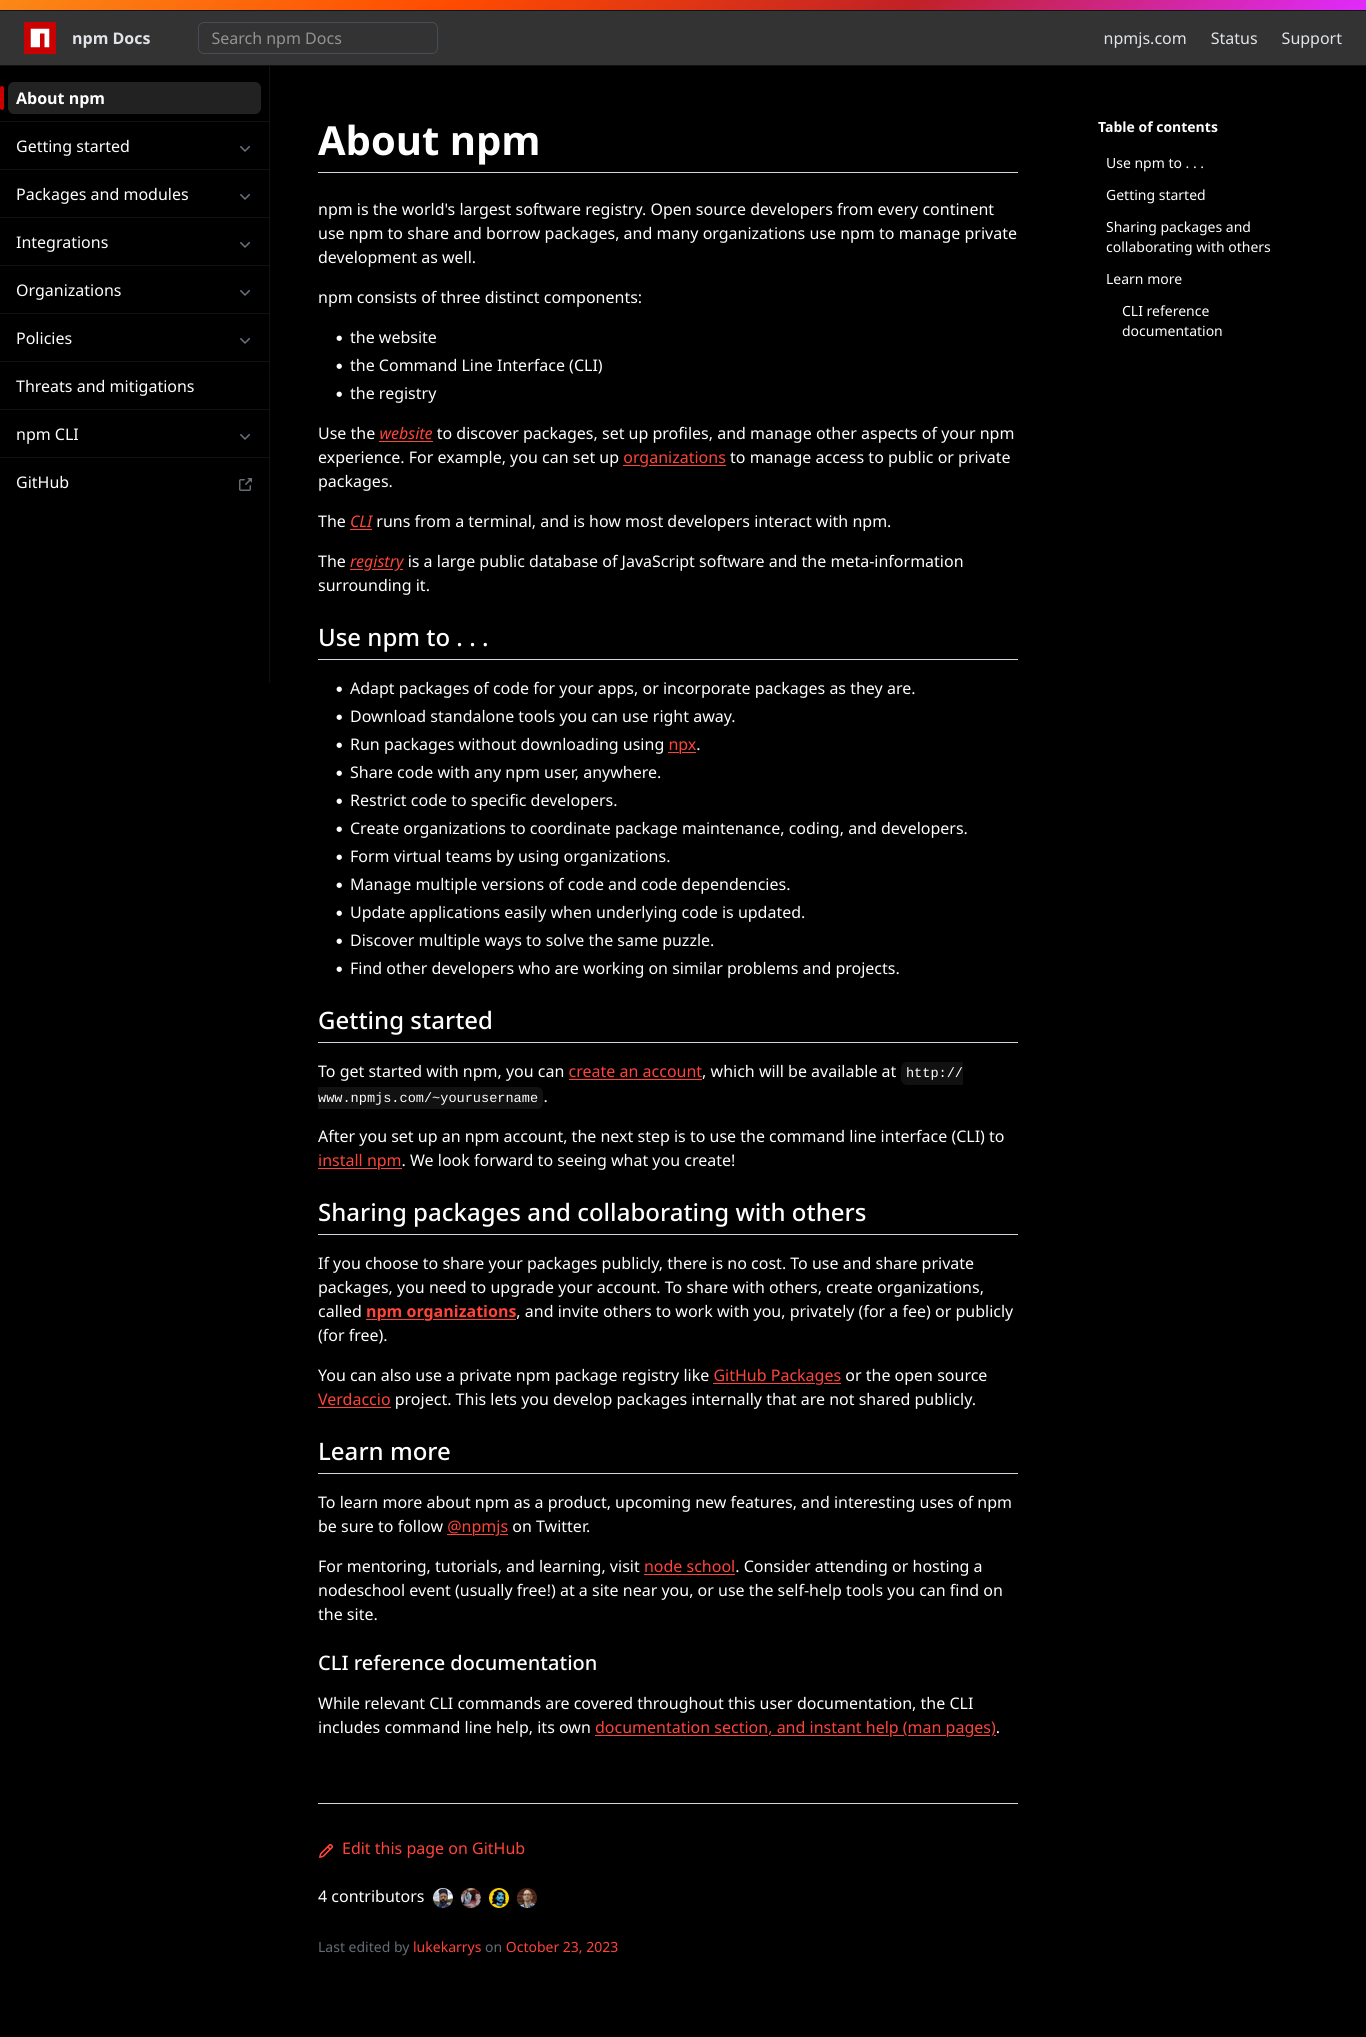 npm Docs
Search npm Docs
npmjs.com
Status
Support
About npm
Getting started
Packages and modules
Integrations
Organizations
Policies
Threats and mitigations
npm CLI
GitHub
About npm
npm is the world's largest software registry. Open source developers from every continent
use npm to share and borrow packages, and many organizations use npm to manage private
development as well.
npm consists of three distinct components:
• the website
• the Command Line Interface (CLI)
• the registry
Use the website to discover packages, set up profiles, and manage other aspects of your npm
experience. For example, you can set up organizations to manage access to public or private
packages.
The CLI runs from a terminal, and is how most developers interact with npm.
The registry is a large public database of JavaScript software and the meta-information
surrounding it.
Use npm to . . .
• Adapt packages of code for your apps, or incorporate packages as they are.
• Download standalone tools you can use right away.
• Run packages without downloading using npx.
• Share code with any npm user, anywhere.
• Restrict code to specific developers.
• Create organizations to coordinate package maintenance, coding, and developers.
• Form virtual teams by using organizations.
• Manage multiple versions of code and code dependencies.
• Update applications easily when underlying code is updated.
• Discover multiple ways to solve the same puzzle.
• Find other developers who are working on similar problems and projects.
Getting started
To get started with npm, you can create an account, which will be available at http://
www.npmjs.com/~yourusername.
After you set up an npm account, the next step is to use the command line interface (CLI) to
install npm. We look forward to seeing what you create!
Sharing packages and collaborating with others
If you choose to share your packages publicly, there is no cost. To use and share private
packages, you need to upgrade your account. To share with others, create organizations,
called npm organizations, and invite others to work with you, privately (for a fee) or publicly
(for free).
You can also use a private npm package registry like GitHub Packages or the open source
Verdaccio project. This lets you develop packages internally that are not shared publicly.
Learn more
To learn more about npm as a product, upcoming new features, and interesting uses of npm
be sure to follow @npmjs on Twitter.
For mentoring, tutorials, and learning, visit node school. Consider attending or hosting a
nodeschool event (usually free!) at a site near you, or use the self-help tools you can find on
the site.
CLI reference documentation
While relevant CLI commands are covered throughout this user documentation, the CLI
includes command line help, its own documentation section, and instant help (man pages).
Edit this page on GitHub
4 contributors
Last edited by lukekarrys on October 23, 2023
Table of contents
Use npm to . . .
Getting started
Sharing packages and
collaborating with others
Learn more
CLI reference
documentation